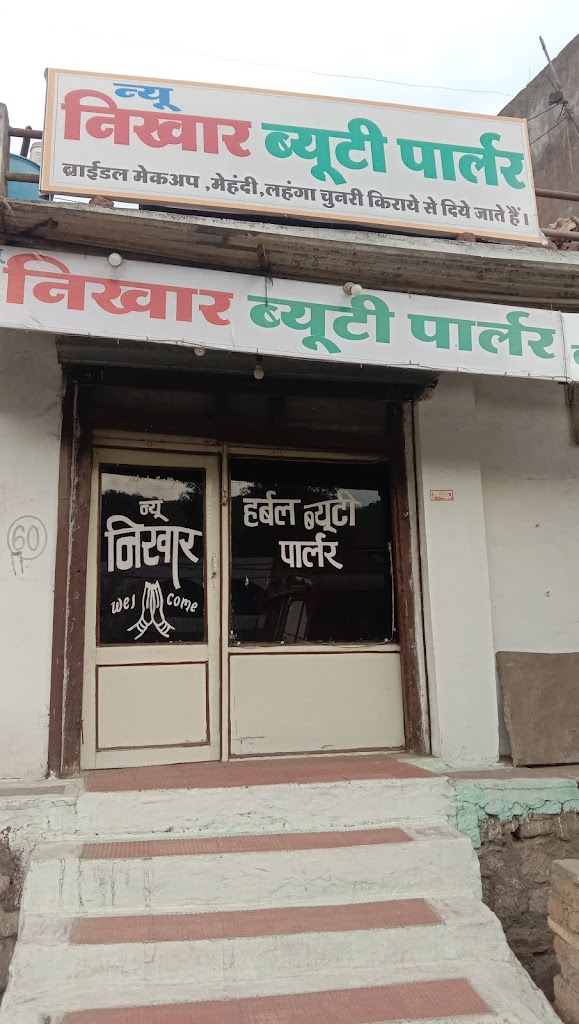 न्यू
निखार ब्यूटी पार्लर
ब्राईडल मेकअप ,मेहंदी,लहंगा चुनरी किराये से दिये जाते हैं।
निखार ब्यूटी पार्लर
न्यू
निखार
wel come
हर्बल ब्यूटी
पार्लर
60